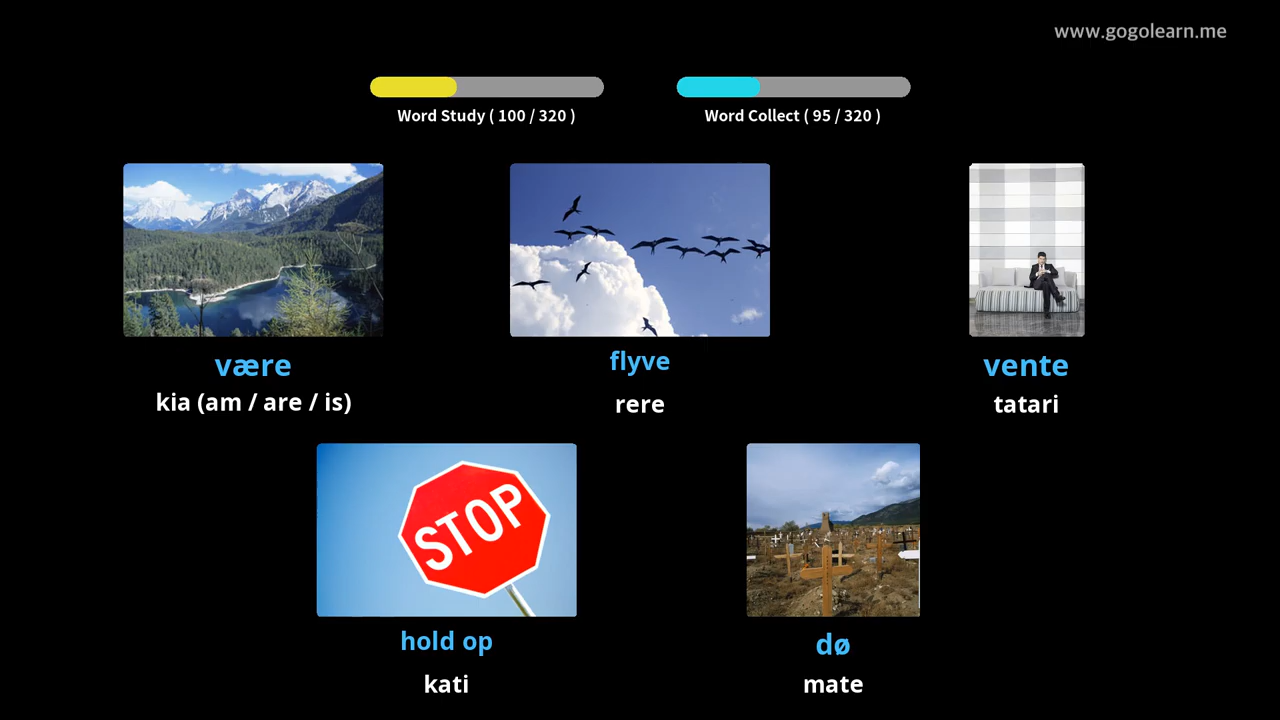 www.gogolearn.me
Word Study ( 100 / 320 )
Word Collect ( 95 / 320 )
være
kia (am / are / is)
flyve
rere
vente
tatari
STOP
hold op
kati
dø
mate